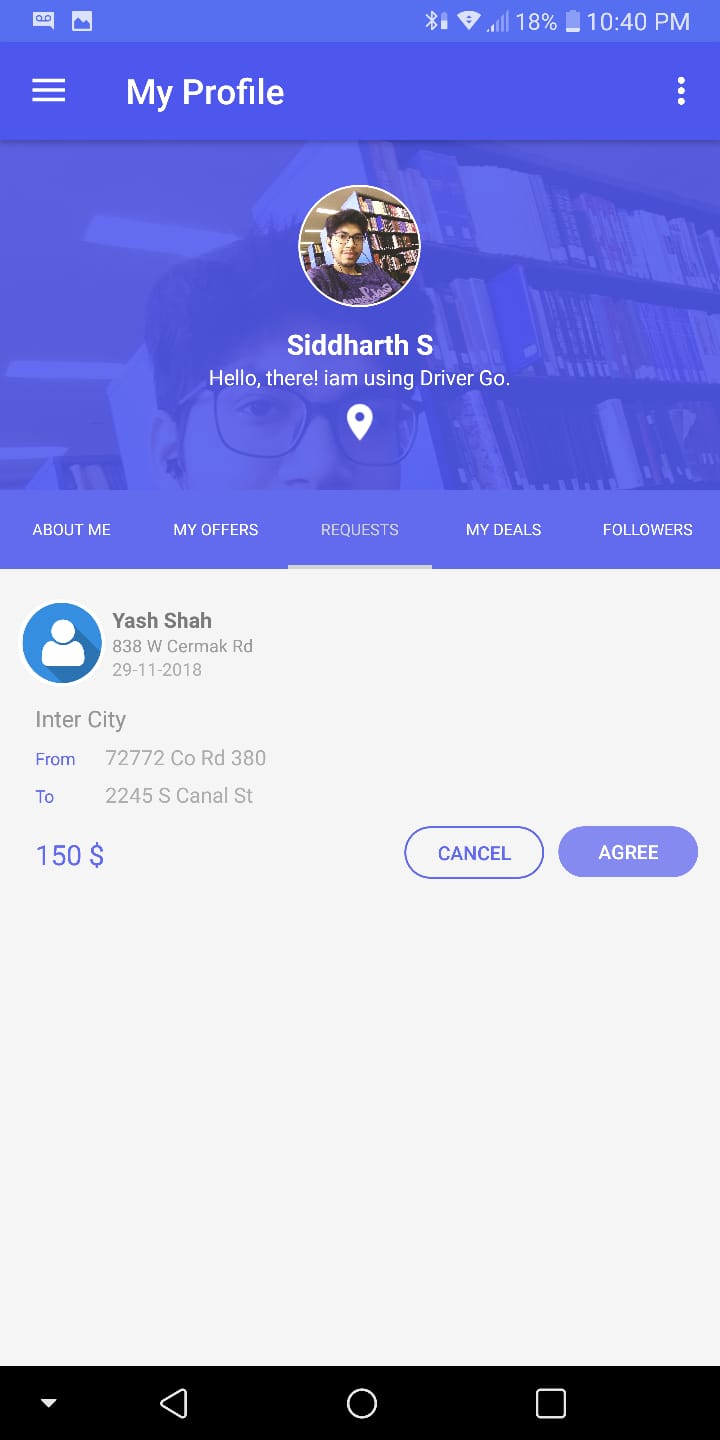 18% 10:40 PM
My Profile
Siddharth S
Hello, there! iam using Driver Go.
ABOUT ME MY OFFERS REQUESTS MY DEALS FOLLOWERS
Yash Shah
838 W Cermak Rd
29-11-2018
Inter City
From 72772 Co Rd 380
To 2245 S Canal St
150 $ CANCEL AGREE